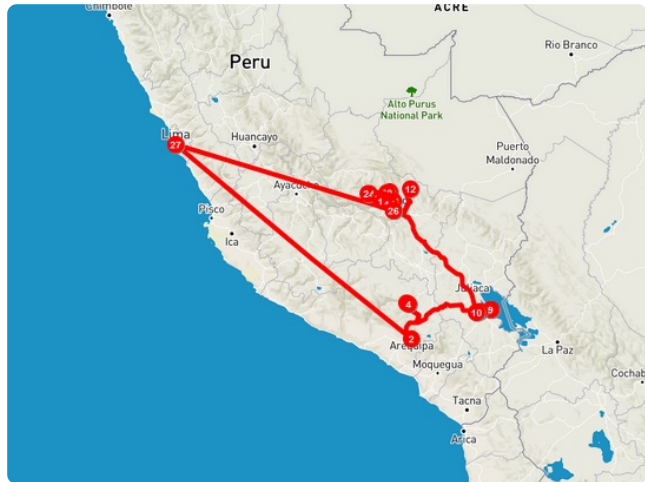 Chimbote
ACRE
Rio Branco
Peru
Alto Purus
National Park
Lima
27
Huancayo
Puerto
Maldonado
Ayacucho
24
12
26
Pisco
Ica
Juliaca
4
10
9
2
Arequipa
La Paz
Moquegua
Cochab
Tacna
Arica